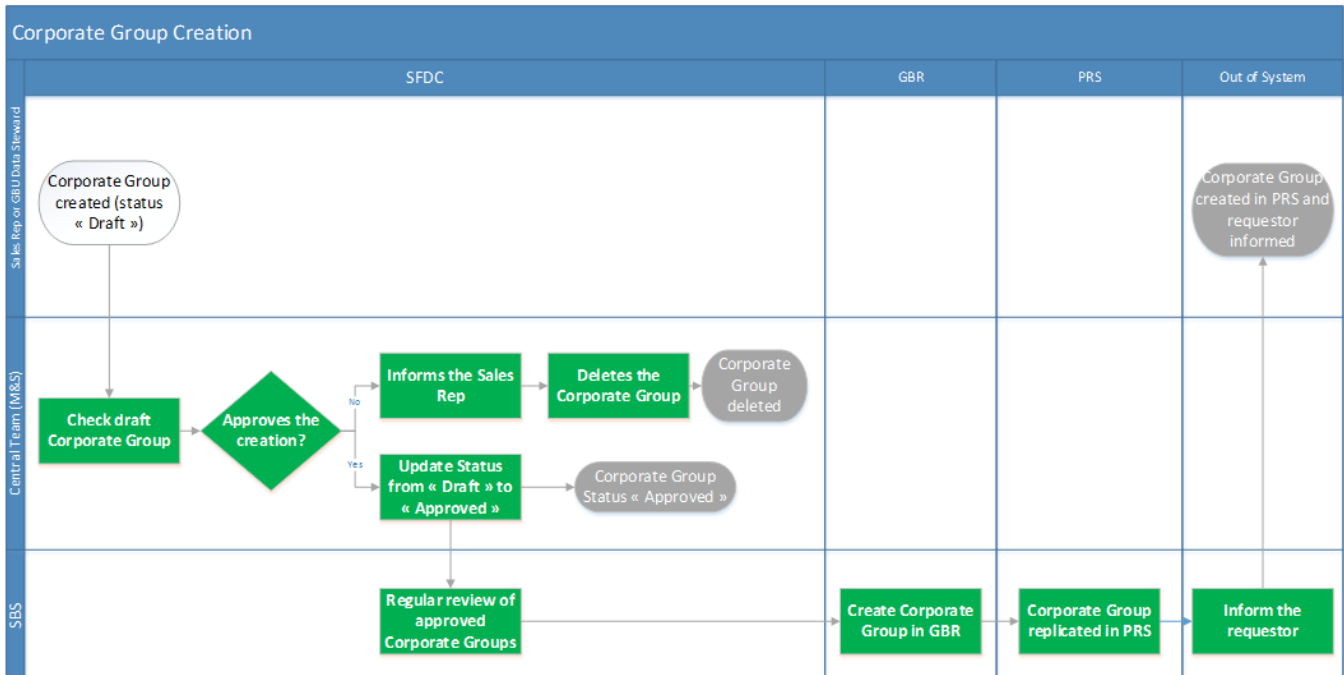 Corporate Group Creation
SFDC
GBR
PRS
Out of System
Sales Rep or GBU Data Steward
Corporate Group
created (status
« Draft »)
Corporate Group
created in PRS and
requestor
informed
Central Team (M&S)
Check draft
Corporate Group
Approves the
creation?
No
Yes
Informs the Sales
Rep
Deletes the
Corporate Group
Corporate
Group
deleted
Update Status
from « Draft » to
« Approved »
Corporate Group
Status « Approved »
SBS
Regular review of
approved
Corporate Groups
Create Corporate
Group in GBR
Corporate Group
replicated in PRS
Inform the
requestor